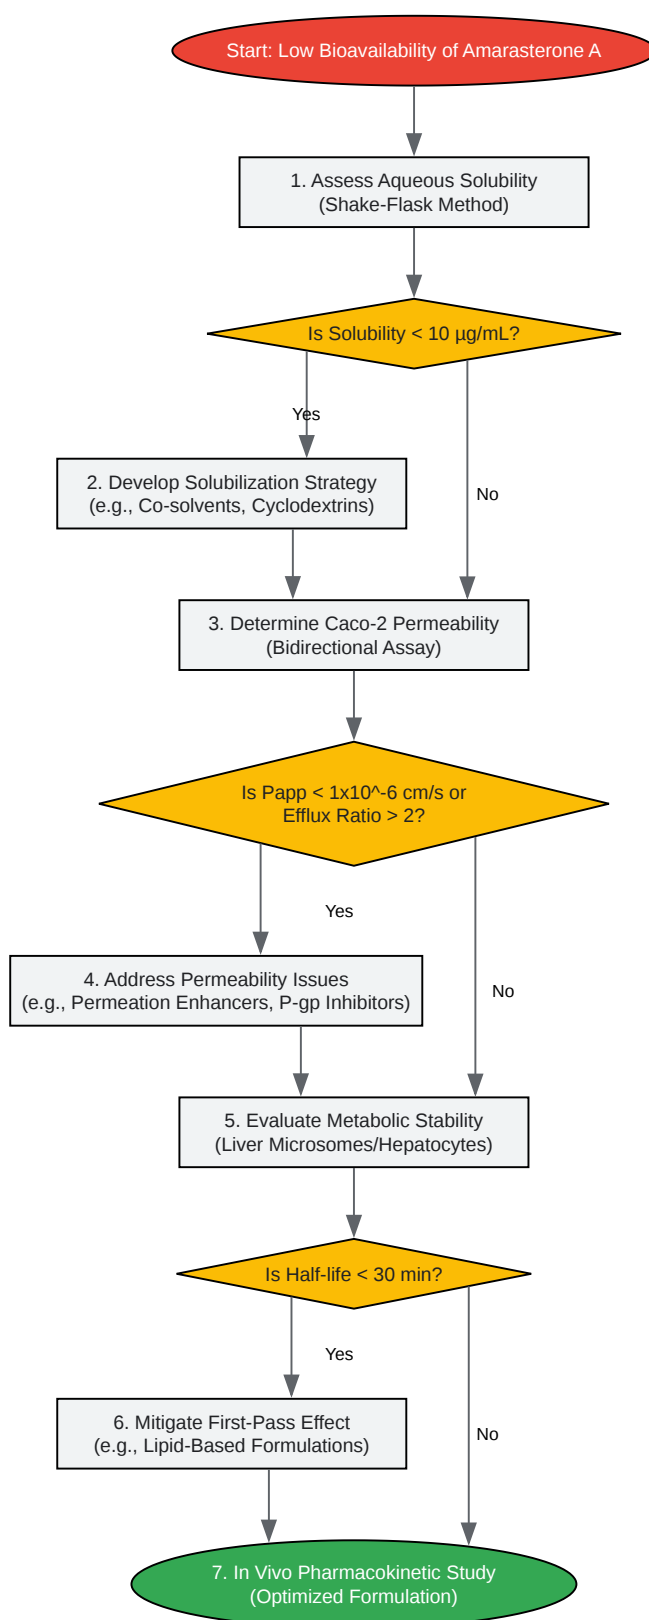 Start: Low Bioavailability of Amarasterone A
1. Assess Aqueous Solubility
(Shake-Flask Method)
Is Solubility < 10 µg/mL?
Yes
2. Develop Solubilization Strategy
(e.g., Co-solvents, Cyclodextrins)
No
3. Determine Caco-2 Permeability
(Bidirectional Assay)
Is Papp < 1x10^-6 cm/s or
Efflux Ratio > 2?
Yes
4. Address Permeability Issues
(e.g., Permeation Enhancers, P-gp Inhibitors)
No
5. Evaluate Metabolic Stability
(Liver Microsomes/Hepatocytes)
Is Half-life < 30 min?
Yes
6. Mitigate First-Pass Effect
(e.g., Lipid-Based Formulations)
No
7. In Vivo Pharmacokinetic Study
(Optimized Formulation)